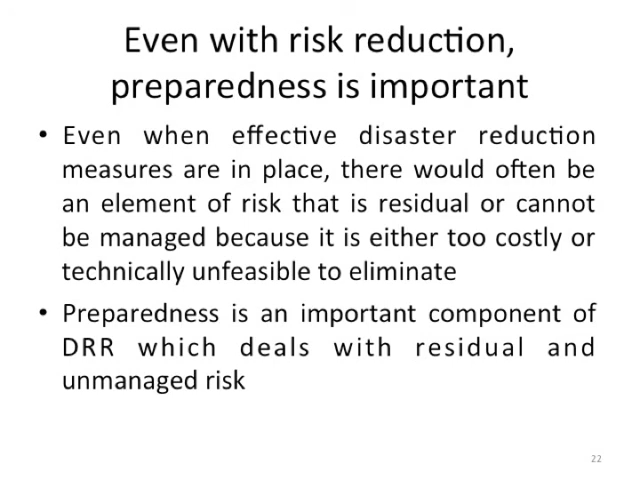 Even with risk reduction,
preparedness is important
• Even when effective disaster reduction
measures are in place, there would often be
an element of risk that is residual or cannot
be managed because it is either too costly or
technically unfeasible to eliminate
• Preparedness is an important component of
DRR which deals with residual and
unmanaged risk
22